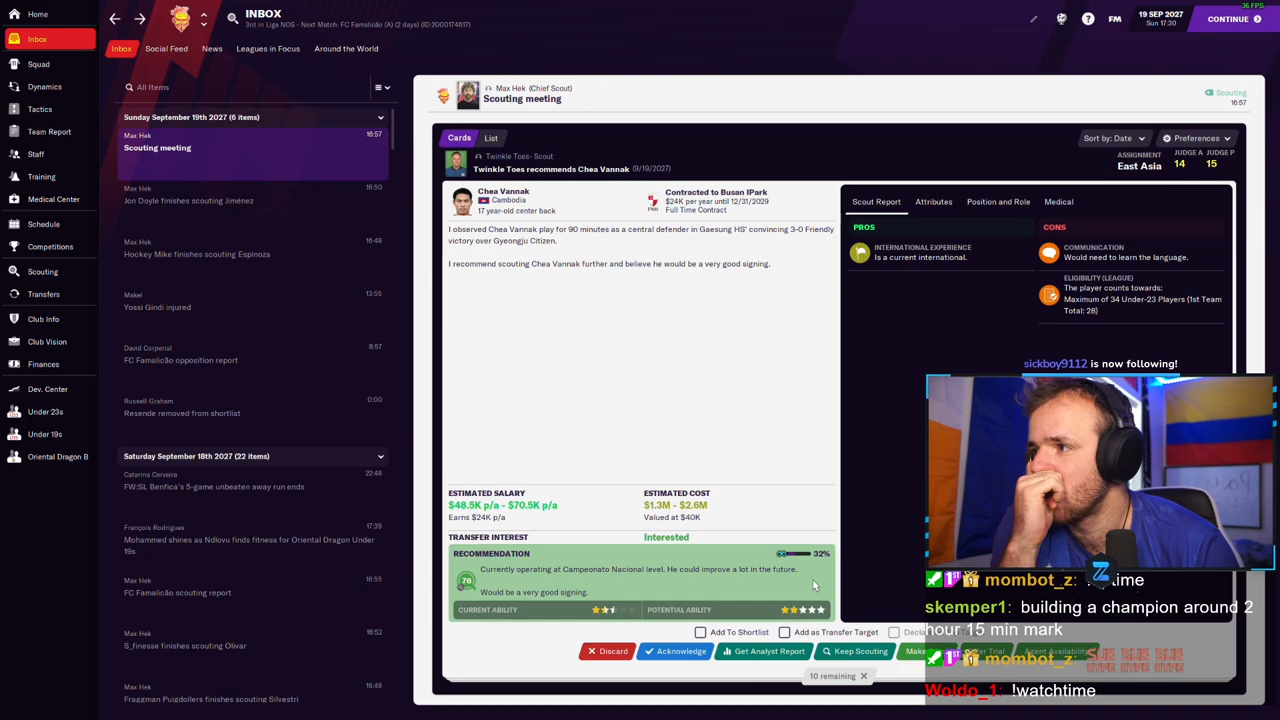 36 FPS
Home
INBOX
3rd in Liga NOS - Next Match: FC Famalicão (A) (2 days) (ID:2000174617)
FM
19 SEP 2027
Sun 17:30
CONTINUE
Inbox
Inbox
Social Feed
News
Leagues in Focus
Around the World
Squad
Dynamics
Tactics
Team Report
Staff
Training
Medical Center
Schedule
Competitions
Scouting
Transfers
Club Info
Club Vision
Finances
Dev. Center
Under 23s
Under 19s
Oriental Dragon B
All Items
Sunday September 19th 2027 (6 items)
Max Hek 16:57
Scouting meeting
Max Hek 16:50
Jon Doyle finishes scouting Jiménez
Max Hek 16:48
Hockey Mike finishes scouting Espinoza
Makel 13:55
Yossi Gindi injured
David Corperial 8:57
FC Famalicão opposition report
Russell Graham 0:00
Resende removed from shortlist
Saturday September 18th 2027 (22 items)
Catarina Cerveira 22:48
FW:SL Benfica's 5-game unbeaten away run ends
François Rodrigues 17:39
Mohammed shines as Ndlovu finds fitness for Oriental Dragon Under
19s
Max Hek 16:55
FC Famalicão scouting report
Max Hek 16:52
S_finesse finishes scouting Olivar
Max Hek 16:49
Fraggman Puigdollers finishes scouting Silvestri
Max Hek (Chief Scout)
Scouting meeting
Scouting
16:57
Cards
List
Sort by: Date
Preferences
Twinkle Toes- Scout
Twinkle Toes recommends Chea Vannak (9/19/2027)
ASSIGNMENT
East Asia
JUDGE A
14
JUDGE P
15
Chea Vannak
Cambodia
17 year-old center back
Contracted to Busan IPark
$24K per year until 12/31/2029
Full Time Contract
I observed Chea Vannak play for 90 minutes as a central defender in Gaesung HS' convincing 3-0 Friendly
victory over Gyeongju Citizen.
I recommend scouting Chea Vannak further and believe he would be a very good signing.
Scout Report
Attributes
Position and Role
Medical
PROS
INTERNATIONAL EXPERIENCE
Is a current international.
CONS
COMMUNICATION
Would need to learn the language.
ELIGIBILITY (LEAGUE)
The player counts towards:
Maximum of 34 Under-23 Players (1st Team
Total: 28)
ESTIMATED SALARY
$48.5K p/a - $70.5K p/a
Earns $24K p/a
ESTIMATED COST
$1.3M - $2.6M
Valued at $40K
TRANSFER INTEREST
Interested
RECOMMENDATION
32%
76
Currently operating at Campeonato Nacional level. He could improve a lot in the future.
Would be a very good signing.
CURRENT ABILITY
POTENTIAL ABILITY
Add To Shortlist
Add as Transfer Target
Decla
Discard
Acknowledge
Get Analyst Report
Keep Scouting
Make
Agent Availability
10 remaining
sickboy9112 is now following!
1ST mombot_z: !uptime
skemper1: building a champion around 2
hour 15 min mark
1ST mombot_z:
Woldo_1: !watchtime